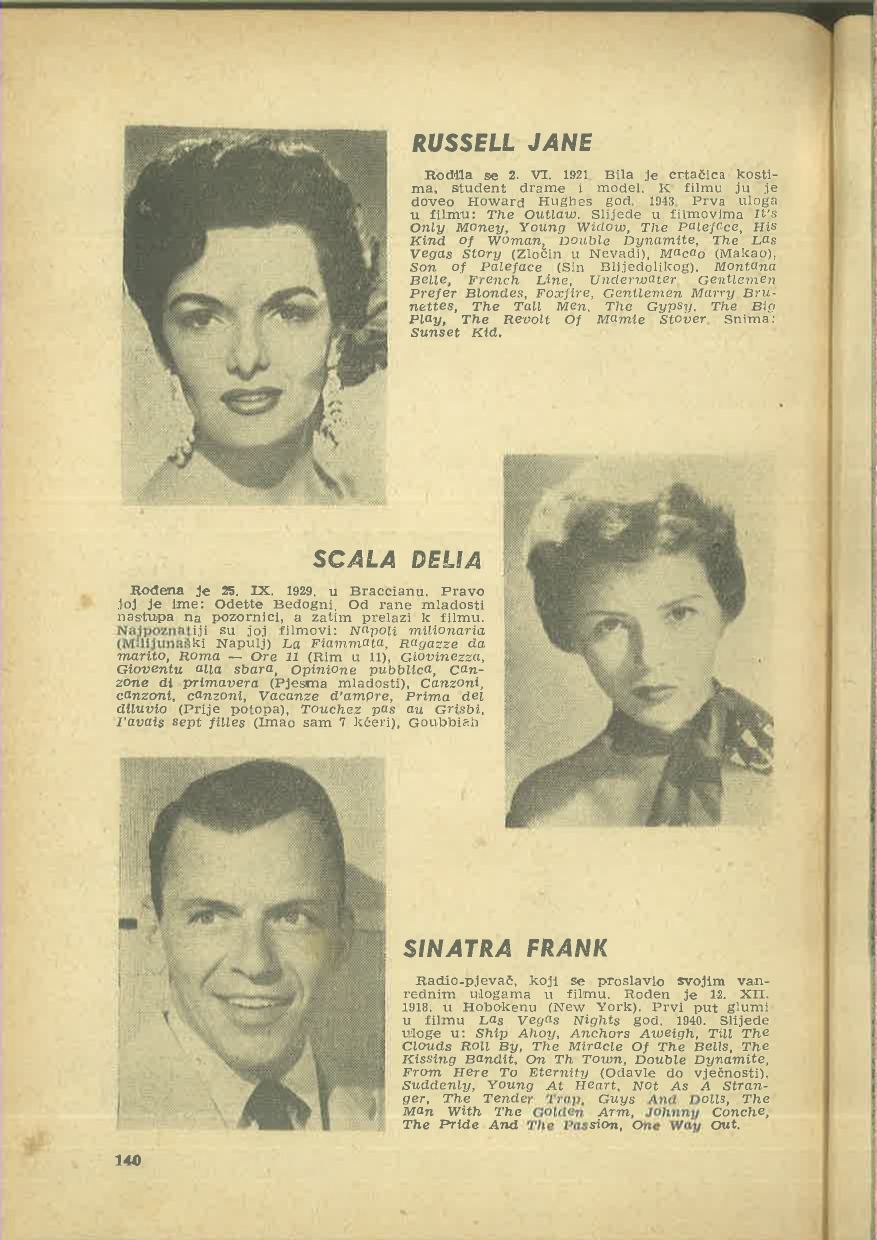 RUSSELL JANE
Rodila se 2. VI. 1921. Bila je crtačica kosti-
ma, student drame i model. K filmu ju je
doveo Howard Hughes god. 1943. Prva uloga
u filmu: The Outlaw. Slijede u filmovima It's
Only Money, Young Widow, The Paleface, His
Kind of Woman, Double Dynamite, The Las
Vegas Story (Zločin u Nevadi), Macao (Makao),
Son of Paleface (Sin Blijedolikog), Montana
Belle, French Line, Underwater, Gentlemen
Prefer Blondes, Foxfire, Gentlemen Marry Bru-
nettes, The Tall Men, The Gypsy, The Big
Play, The Revolt Of Mamie Stover. Snima:
Sunset Kid.
SCALA DELIA
Rođena je 25. IX. 1929. u Braccianu. Pravo
joj je ime: Odette Bedogni. Od rane mladosti
nastupa na pozornici, a zatim prelazi k filmu.
Najpoznatiji su joj filmovi: Napoli milionaria
(Milijunaški Napulj) La Fiammata, Ragazze da
marito, Roma — Ore 11 (Rim u 11), Giovinezza,
Gioventu alla sbara, Opinione pubblica, Can-
zone di primavera (Pjesma mladosti), Canzoni,
canzoni, canzoni, Vacanze d'ampre, Prima del
diluvio (Prije potopa), Touchez pas au Grisbi,
I'avais sept filles (Imao sam 7 kćeri), Goubbiah
SINATRA FRANK
Radio-pjevač, koji se proslavio svojim van-
rednim ulogama u filmu. Rođen je 12. XII.
1918. u Hobokenu (New York). Prvi put glumi
u filmu Las Vegas Nights god. 1940. Slijede
uloge u: Ship Ahoy, Anchors Aweigh, Till The
Clouds Roll By, The Miracle Of The Bells, The
Kissing Bandit, On Th Town, Double Dynamite,
From Here To Eternity (Odavle do vječnosti),
Suddenly, Young At Heart, Not As A Stran-
ger, The Tender Trap, Guys And Dolls, The
Man With The Golden Arm, Johnny Conche,
The Pride And The Passion, One Way Out.
140